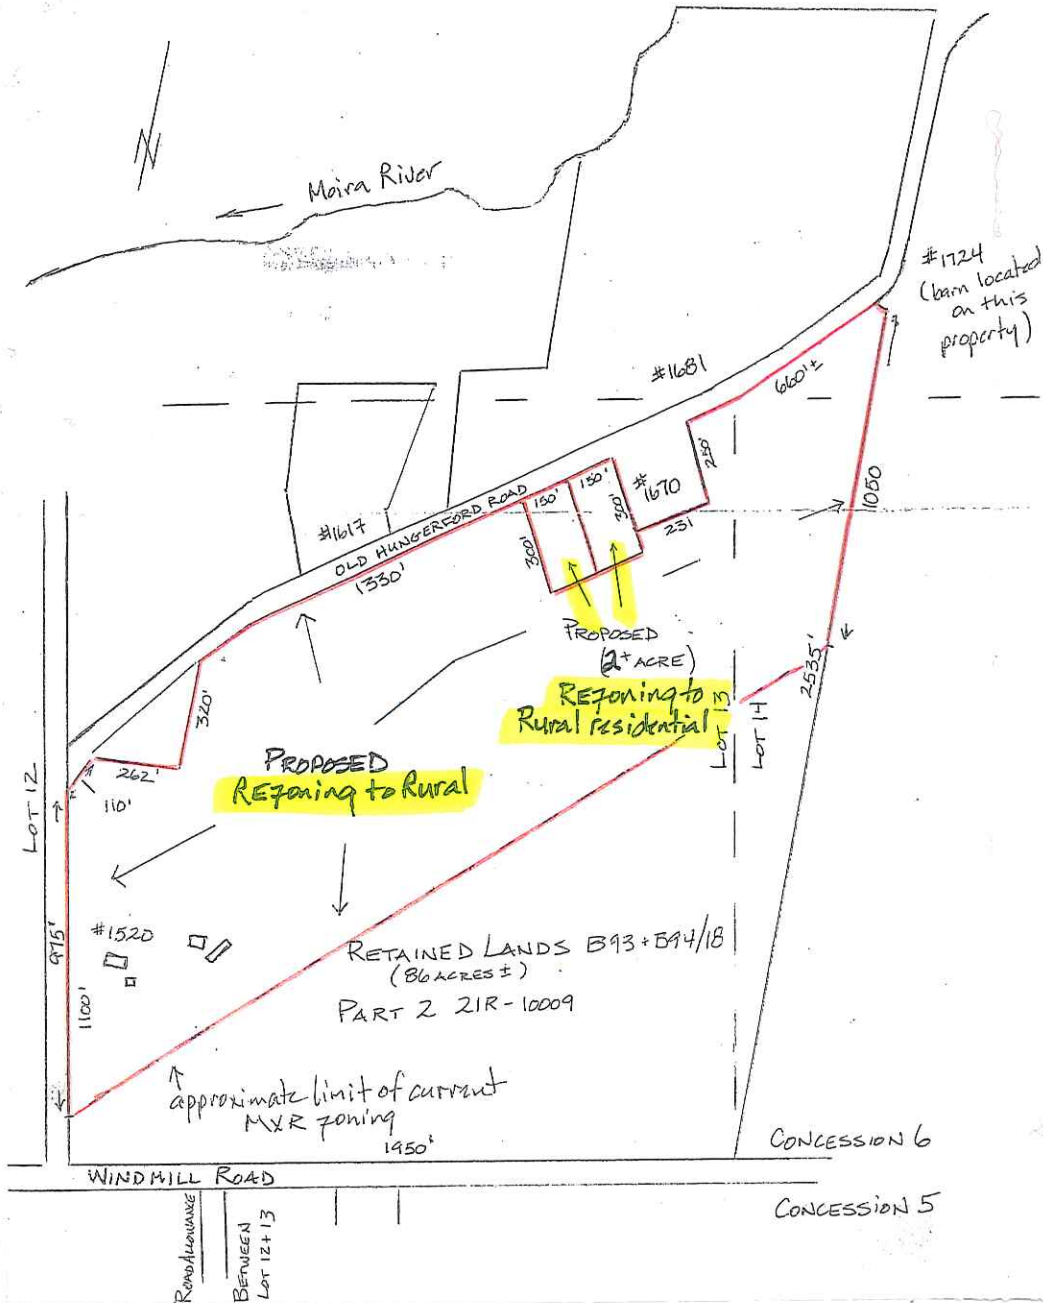 N
Moira River
#1724
(barn located
on this
property)
#1681
660'±
250'
#
1670
231
150'
150'
300'
300'
1050
OLD HUNGERFORD ROAD
#1617
1330'
PROPOSED
(2+ ACRE)
REzoning to
Rural residential
2535'
LOT 13
LOT 14
320'
262'
110'
PROPOSED
REzoning to Rural
LOT 12
975'
1100'
#1520
RETAINED LANDS B93+B94/18
(86 ACRES ±)
PART 2 21R-10009
approximate limit of current
MXR zoning
1950'
CONCESSION 6
WINDMILL ROAD
CONCESSION 5
ROAD ALLOWANCE
BETWEEN
LOT 12+13